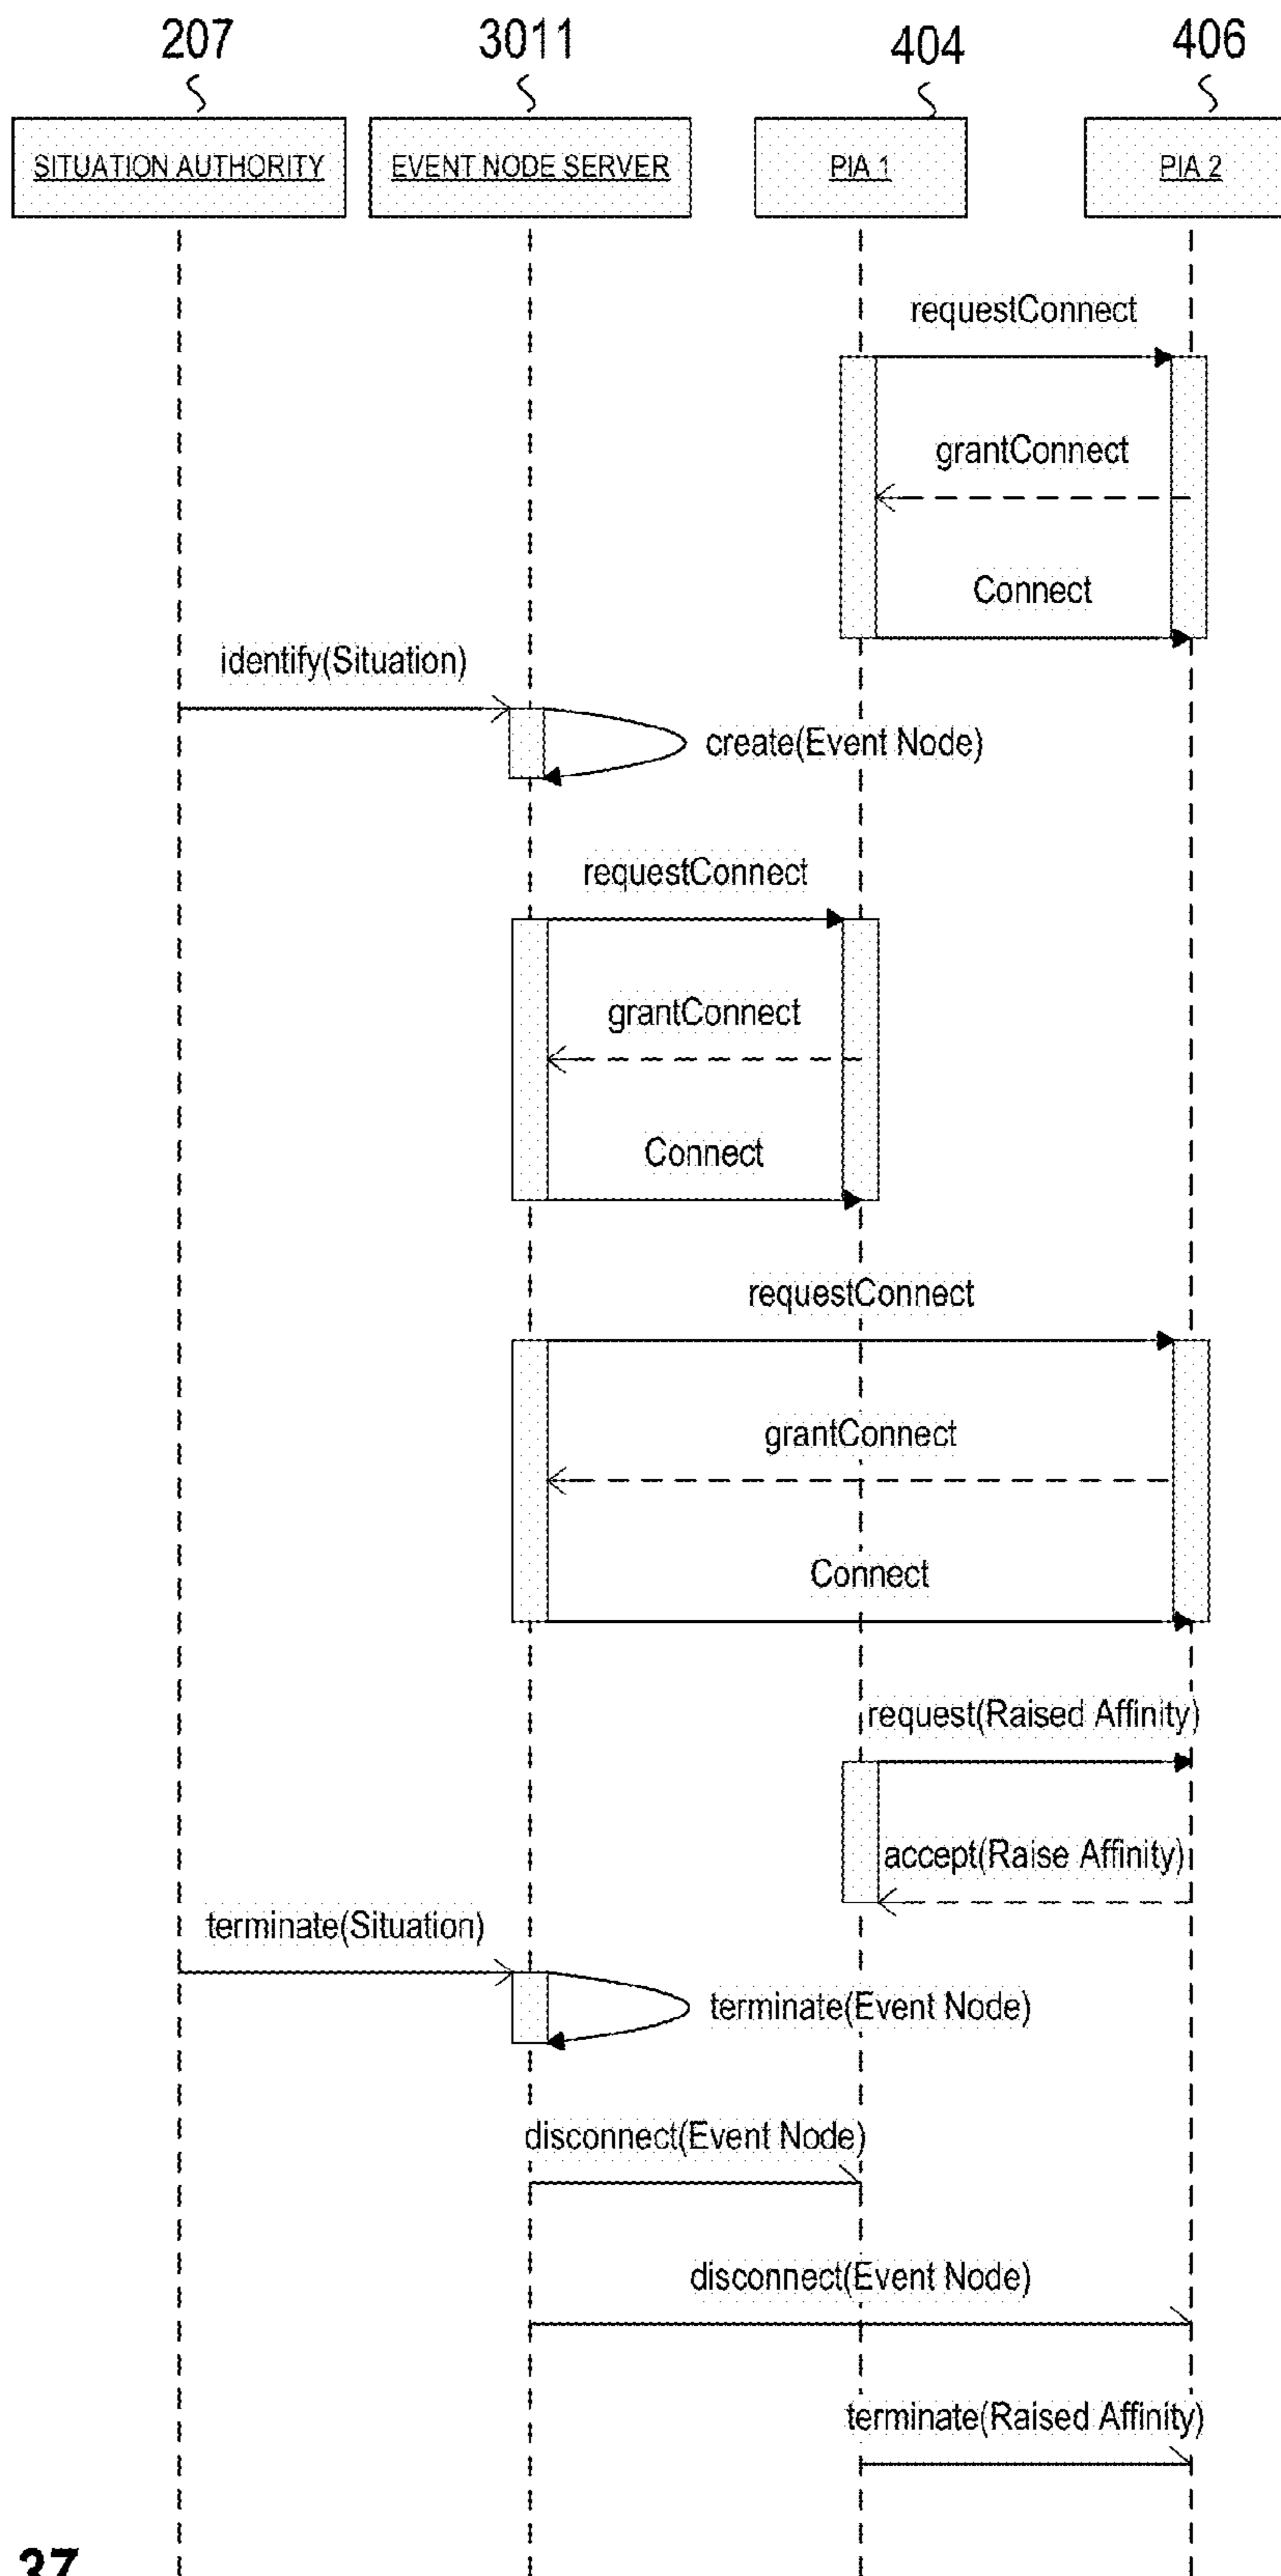 207 3011 404 406
SITUATION AUTHORITY EVENT NODE SERVER PIA 1 PIA 2
requestConnect
grantConnect
Connect
identify(Situation)
create(Event Node)
requestConnect
grantConnect
Connect
requestConnect
grantConnect
Connect
request(Raised Affinity)
accept(Raise Affinity)
terminate(Situation)
terminate(Event Node)
disconnect(Event Node)
disconnect(Event Node)
terminate(Raised Affinity)
37